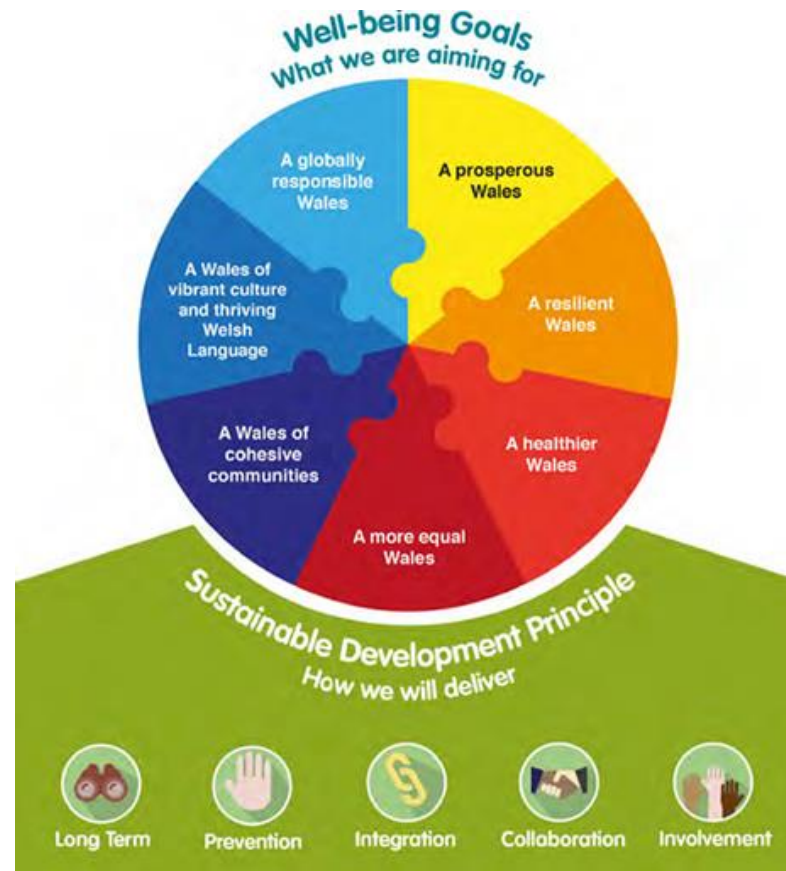 Well-being Goals
What we are aiming for
A globally
responsible
Wales
A prosperous
Wales
A Wales of
vibrant culture
and thriving
Welsh
Language
A resilient
Wales
A Wales of
cohesive
communities
A healthier
Wales
A more equal
Wales
Sustainable Development Principle
How we will deliver
Long Term
Prevention
Integration
Collaboration
Involvement